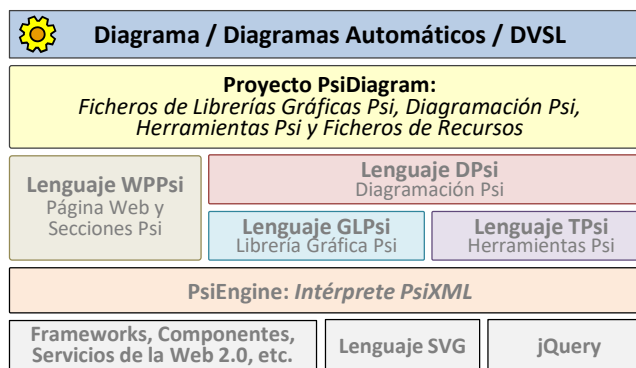 Diagrama / Diagramas Automáticos / DVSL
Proyecto PsiDiagram:
Ficheros de Librerías Gráficas Psi, Diagramación Psi,
Herramientas Psi y Ficheros de Recursos
Lenguaje WPPsi
Página Web y
Secciones Psi
Lenguaje DPsi
Diagramación Psi
Lenguaje GLPsi
Librería Gráfica Psi
Lenguaje TPsi
Herramientas Psi
PsiEngine: Intérprete PsiXML
Frameworks, Componentes,
Servicios de la Web 2.0, etc.
Lenguaje SVG
jQuery